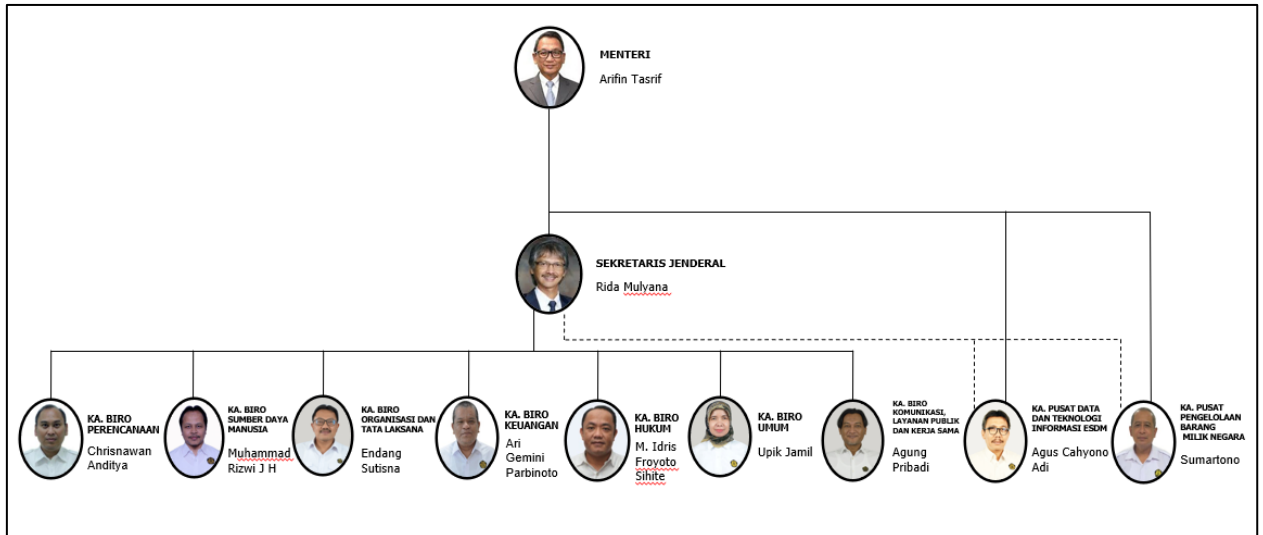 MENTERI
Arifin Tasrif
SEKRETARIS JENDERAL
Rida Mulyana
KA. BIRO
PERENCANAAN
Chrisnawan
Anditya
KA. BIRO
SUMBER DAYA
MANUSIA
Muhammad
Rizwi J H
KA. BIRO
ORGANISASI DAN
TATA LAKSANA
Endang
Sutisna
KA. BIRO
KEUANGAN
Ari
Gemini
Parbinoto
KA. BIRO
HUKUM
M. Idris
Froyoto
Sihite
KA. BIRO
UMUM
Upik Jamil
KA. BIRO
KOMUNIKASI,
LAYANAN PUBLIK
DAN KERJA SAMA
Agung
Pribadi
KA. PUSAT DATA
DAN TEKNOLOGI
INFORMASI ESDM
Agus Cahyono
Adi
KA. PUSAT
PENGELOLAAN
BARANG
MILIK NEGARA
Sumartono